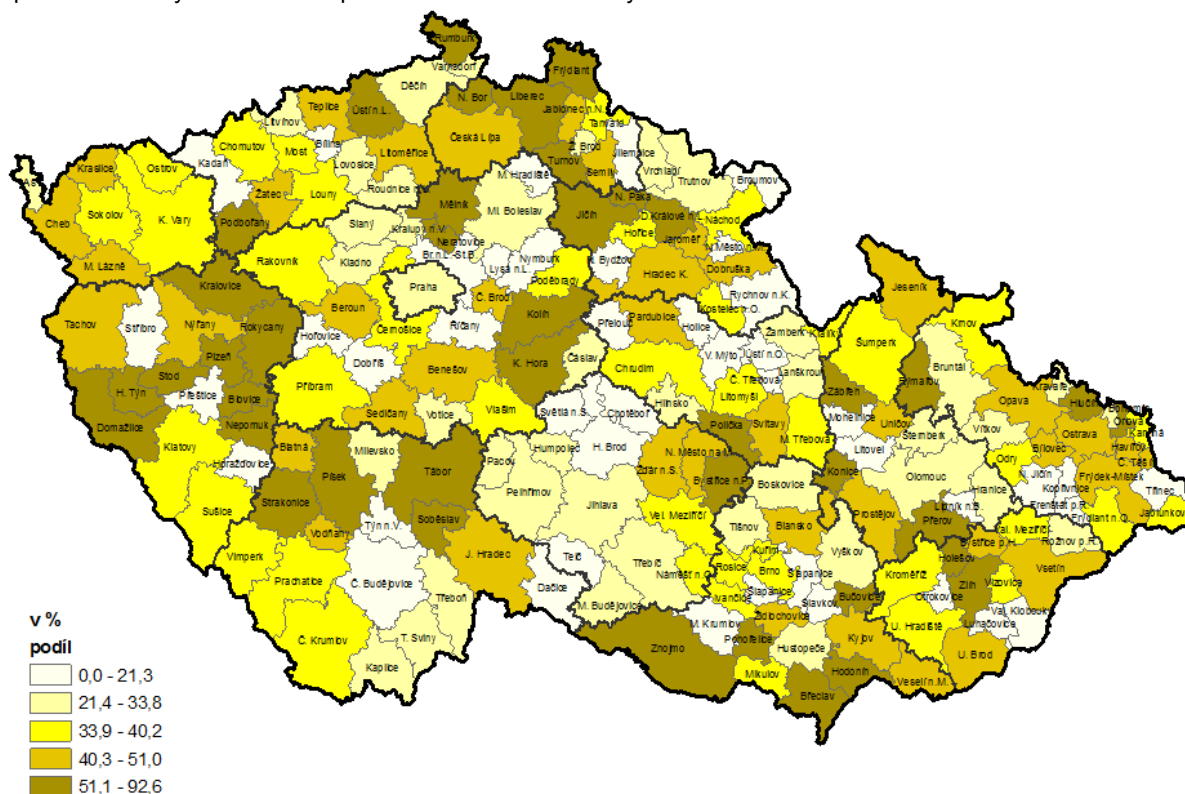 Rumburk
Varnsdorf
Děčín
Frýdlant
N. Bor
Liberec
Jablonec n.N.
Tanvald
Teplice
Ústí n.L.
Litvínov
Česká Lípa
Ž. Brod
Jilemnice
Chomutov
Most
Bílina
Litoměřice
Lovosice
Turnov
Semily
Vrchlabí
Trutnov
Broumov
Kraslice
Ostrov
Kadaň
Roudnice n.L.
M. Hradiště
Aš
Cheb
Sokolov
K. Vary
Žatec
Louny
Mělník
Ml. Boleslav
Jičín
N. Paka
D. Králové n.L.
Náchod
Podbořany
Slaný
Kralupy n.V.
Neratovice
Hořice
Jaroměř
N. Město n.M.
M. Lázně
Rakovník
Kladno
Br.n.L.-St.B.
Lysá n.L.
Nymburk
Poděbrady
N. Bydžov
Hradec K.
Dobruška
Kralovice
Praha
Č. Brod
Rychnov n.K.
Kostelec n.O.
Jeseník
Tachov
Stříbro
Nýřany
Rokycany
Beroun
Hořovice
Černošice
Říčany
Kolín
Přelouč
Pardubice
Holice
Žamberk
Králíky
Šumperk
Krnov
Plzeň
Dobříš
Benešov
K. Hora
Čáslav
Chrudim
V. Mýto
Ústí n.O.
Lanškroun
Bruntál
H. Týn
Stod
Přeštice
Blovice
Příbram
Vlašim
Č. Třebová
Litomyšl
Rýmařov
Kravaře
Opava
Hlučín
Bohumín
Orlová
Karviná
Domažlice
Nepomuk
Sedlčany
Votice
Světlá n.S.
Chotěboř
Hlinsko
Polička
Svitavy
M. Třebová
Zábřeh
Mohelnice
Uničov
Šternberk
Vítkov
Ostrava
Havířov
Klatovy
Horažďovice
Blatná
Milevsko
Tábor
Pacov
Humpolec
H. Brod
Žďár n.S.
N. Město na M.
Bystřice n.P.
Litovel
Konice
Olomouc
Odry
Bílovec
Č. Těšín
Frýdek-Místek
N. Jičín
Kopřivnice
Třinec
Sušice
Strakonice
Písek
Pelhřimov
Jihlava
Boskovice
Hranice
Lipník n.B.
Frenštát p.R.
Frýdlant n.O.
Jablunkov
Vimperk
Vodňany
Týn n.V.
Soběslav
Vel. Meziříčí
Tišnov
Blansko
Prostějov
Přerov
Val. Meziříčí
Bystřice p.H.
Rožnov p.R.
Prachatice
Č. Budějovice
J. Hradec
Telč
Třebíč
Náměšť n.O.
Rosice
Kuřim
Brno
Vyškov
Kroměříž
Holešov
Zlín
Vizovice
Vsetín
Třeboň
Dačice
M. Budějovice
Ivančice
Šlapanice
Šlapanice
Slavkov
Bučovice
Otrokovice
Luhačovice
Val. Klobouky
Č. Krumlov
T. Sviny
Kaplice
M. Krumlov
Židlochovice
Kyjov
U. Hradiště
U. Brod
Znojmo
Pohořelice
Hustopeče
Mikulov
Břeclav
Hodonín
Veselí n.M.
v %
podíl
0,0 - 21,3
21,4 - 33,8
33,9 - 40,2
40,3 - 51,0
51,1 - 92,6